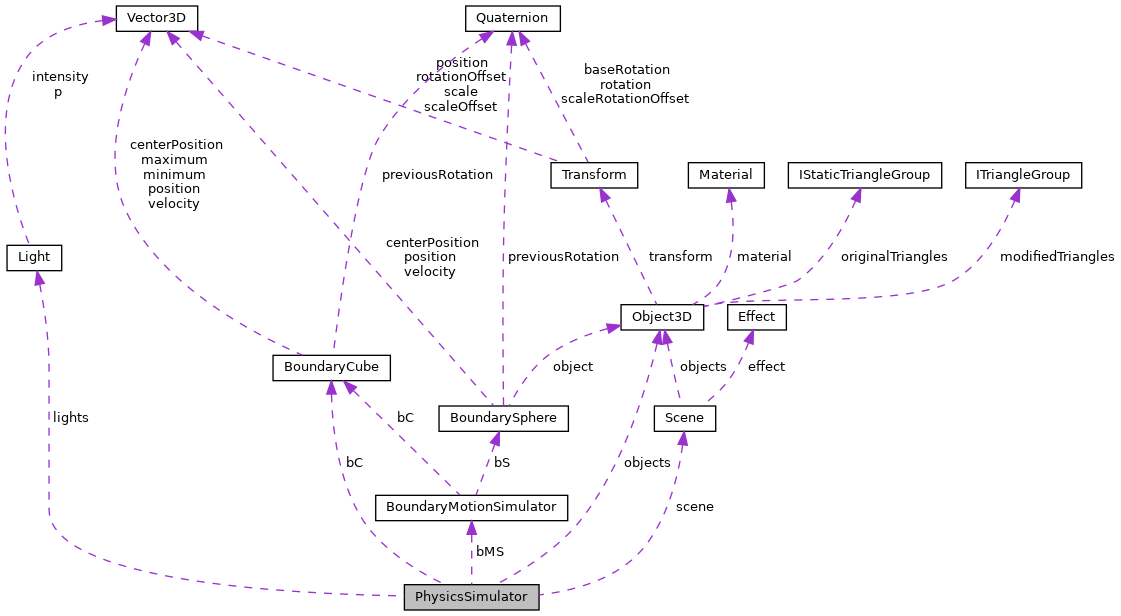 Vector3D
Quaternion
intensity
p
position
rotationOffset
scale
scaleOffset
baseRotation
rotation
scaleRotationOffset
centerPosition
maximum
minimum
position
velocity
previousRotation
Transform
Material
IStaticTriangleGroup
ITriangleGroup
Light
centerPosition
position
velocity
previousRotation
transform
material
originalTriangles
modifiedTriangles
Object3D
Effect
BoundaryCube
object
objects
effect
lights
bC
BoundarySphere
Scene
bC
bS
objects
BoundaryMotionSimulator
scene
bMS
PhysicsSimulator